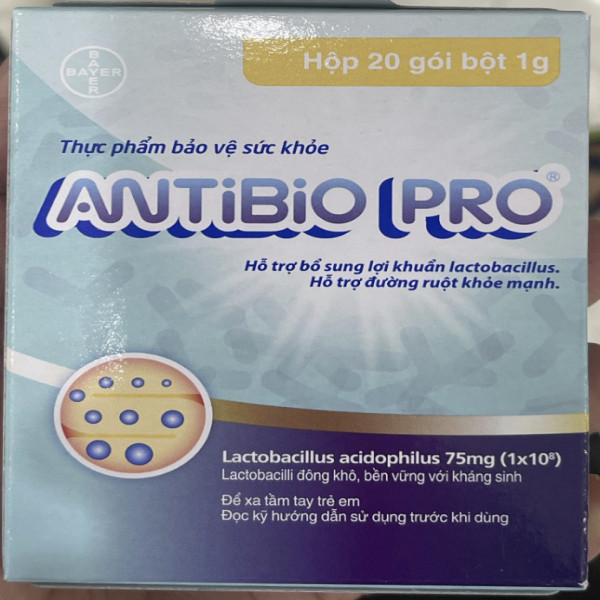 BAYER
BAYER
Hộp 20 gói bột 1g
Thực phẩm bảo vệ sức khỏe
ANTiBiO PRO®
Hỗ trợ bổ sung lợi khuẩn lactobacillus.
Hỗ trợ đường ruột khỏe mạnh.
Lactobacillus acidophilus 75mg (1x10⁸)
Lactobacilli đông khô, bền vững với kháng sinh
Để xa tầm tay trẻ em
Đọc kỹ hướng dẫn sử dụng trước khi dùng